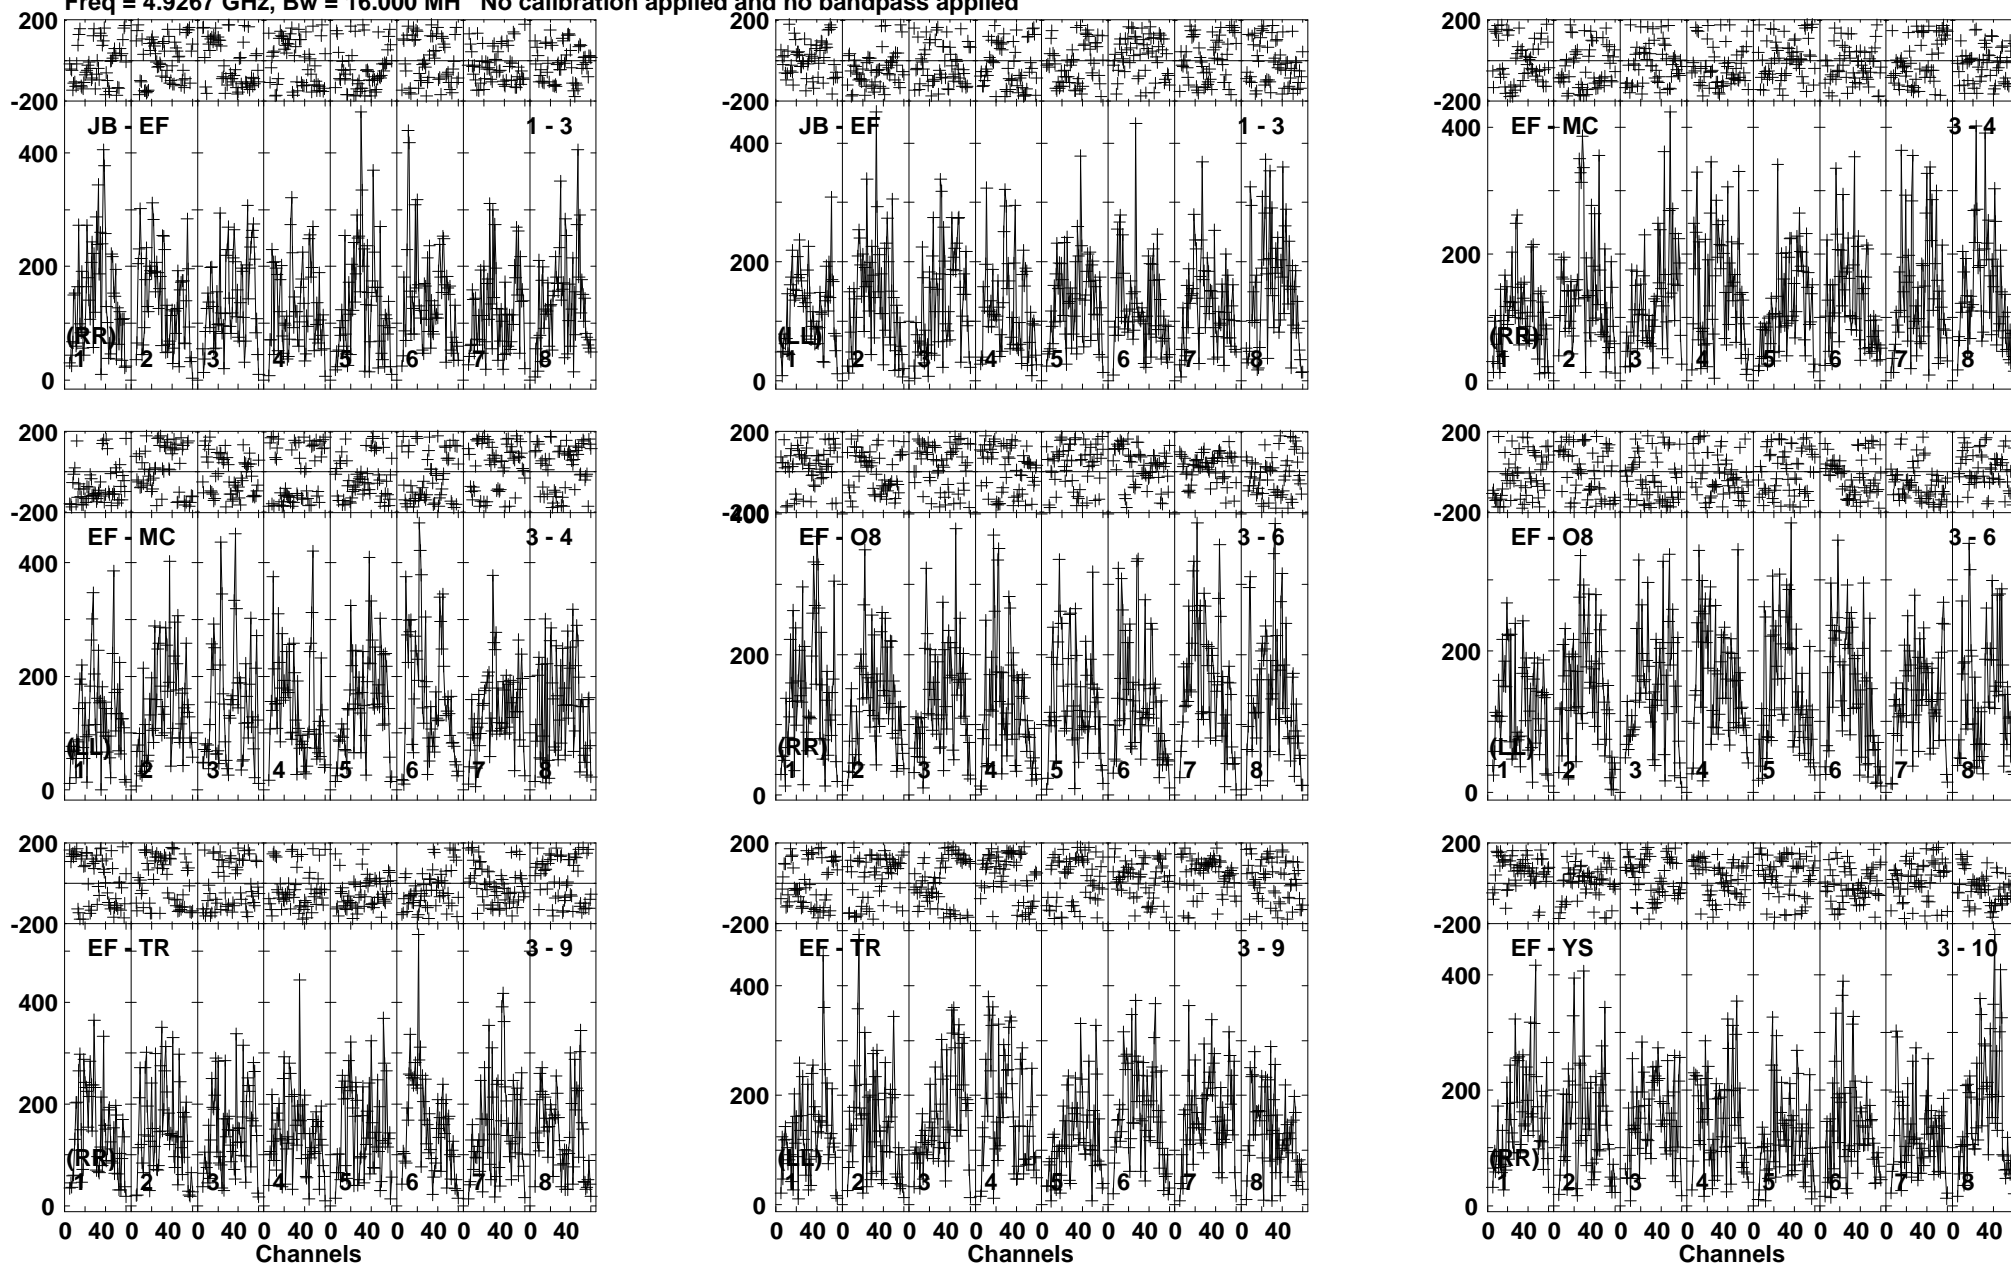 Freq = 4.9267 GHz, Bw = 16.000 MH No calibration applied and no bandpass applied
200 200 200
-200 -200 -200
JB - EF 1 - 3 JB - EF 1 - 3 EF - MC 3 - 4
400 400 400
200 200 200
(RR) (LL) (RR)
1 2 3 4 5 6 7 8 1 2 3 4 5 6 7 8 1 2 3 4 5 6 7 8
0 0 0
200 200 200
-200 -200 -200
400
EF - MC 3 - 4 EF - O8 3 - 6 EF - O8 3 - 6
400
200 200 200
(LL) (RR) (LL)
1 2 3 4 5 6 7 8 1 2 3 4 5 6 7 8 1 2 3 4 5 6 7 8
0 0 0
200 200 200
-200 -200 -200
EF - TR 3 - 9 EF - TR 3 - 9 EF - YS 3 - 10
400 400 400
200 200 200
(RR) (LL) (RR)
1 2 3 4 5 6 7 8 1 2 3 4 5 6 7 8 1 2 3 4 5 6 7 8
0 0 0
0 40 0 40 0 40 0 40 0 40 0 40 0 40 0 40 0 40 0 40 0 40 0 40 0 40 0 40 0 40 0 40 0 40 0 40 0 40 0 40 0 40 0 40 0 40 0 40
Channels Channels Channels